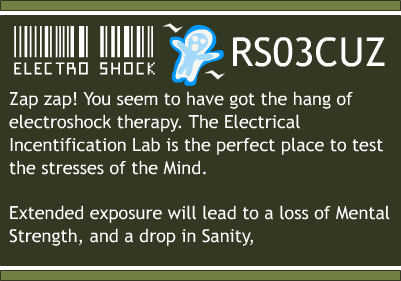 ELECTRO SHOCK
RS03CUZ
Zap zap! You seem to have got the hang of
electroshock therapy. The Electrical
Incentification Lab is the perfect place to test
the stresses of the Mind.
Extended exposure will lead to a loss of Mental
Strength, and a drop in Sanity,